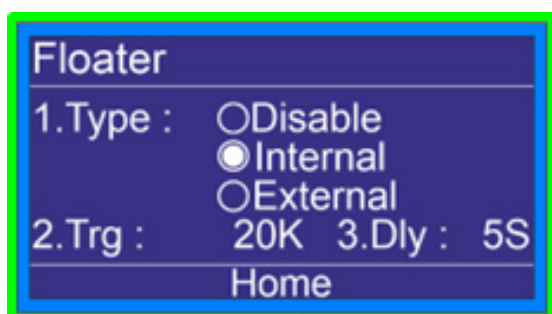 Floater
1.Type : ○Disable
◉Internal
○External
2.Trg : 20K 3.Dly : 5S
Home